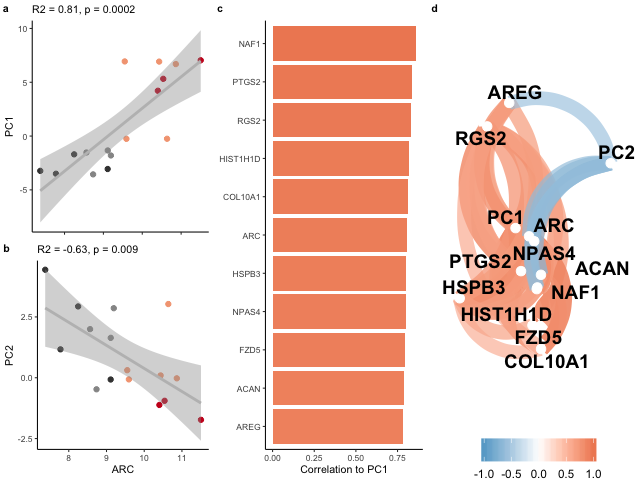 a
R2 = 0.81, p = 0.0002
PC1
10
5
0
-5
b
R2 = -0.63, p = 0.009
PC2
2.5
0.0
-2.5
8 9 10 11
ARC
c
NAF1
PTGS2
RGS2
HIST1H1D
COL10A1
ARC
HSPB3
NPAS4
FZD5
ACAN
AREG
0.00 0.25 0.50 0.75
Correlation to PC1
d
AREG
RGS2
PC2
PC1
ARC
NPAS4
PTGS2
ACAN
HSPB3
NAF1
HIST1H1D
FZD5
COL10A1
-1.0 -0.5 0.0 0.5 1.0